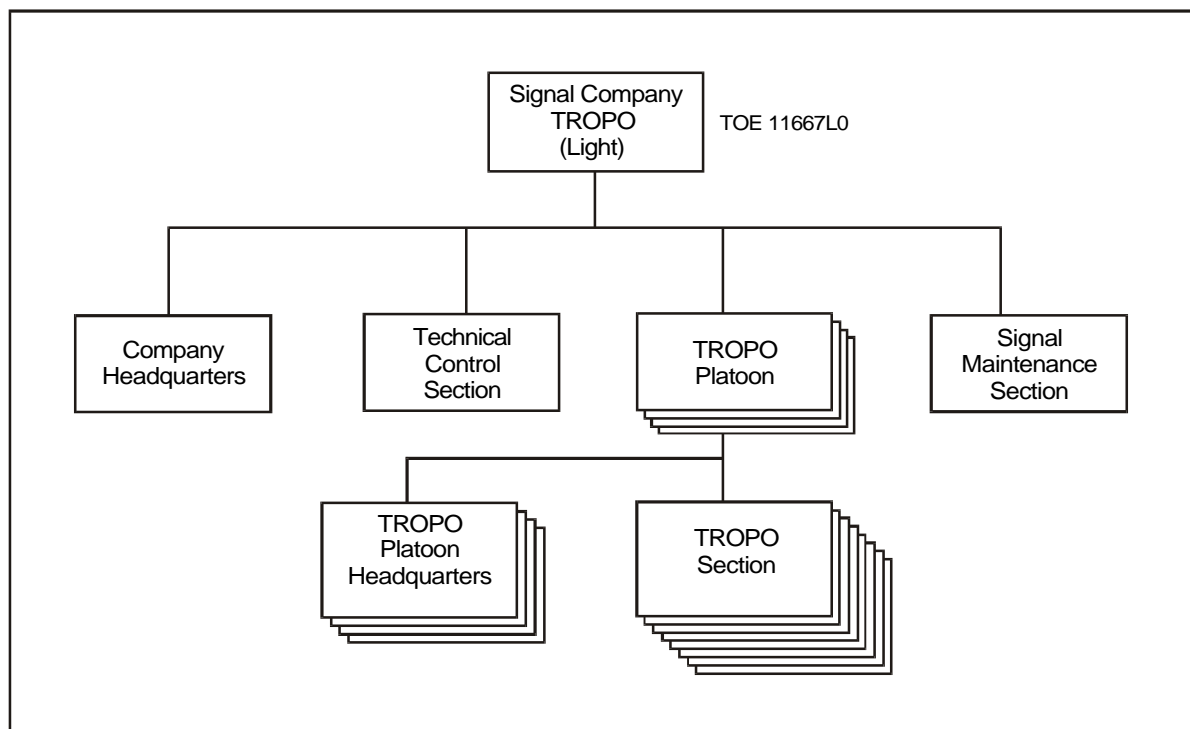 Signal Company
TROPO
(Light)
TOE 11667L0
Company
Headquarters
Technical
Control
Section
TROPO
Platoon
Signal
Maintenance
Section
TROPO
Platoon
Headquarters
TROPO
Section